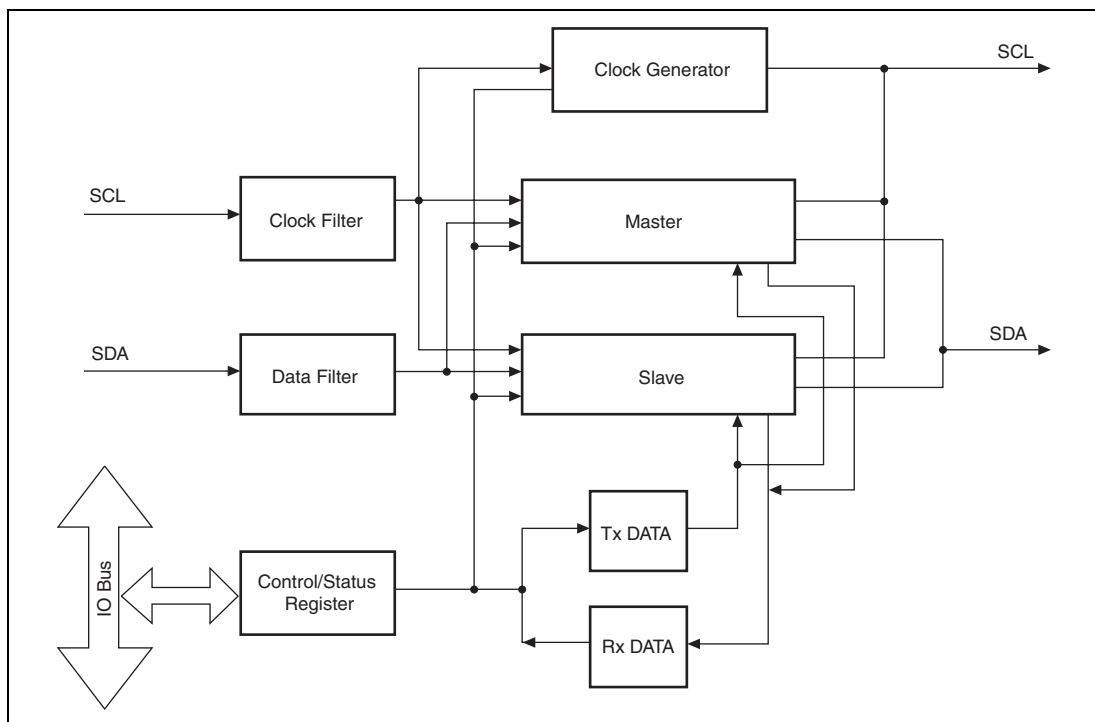 Clock Generator
SCL
SCL
Clock Filter
Master
SDA
SDA
Data Filter
Slave
Tx DATA
IO Bus
Control/Status
Register
Rx DATA